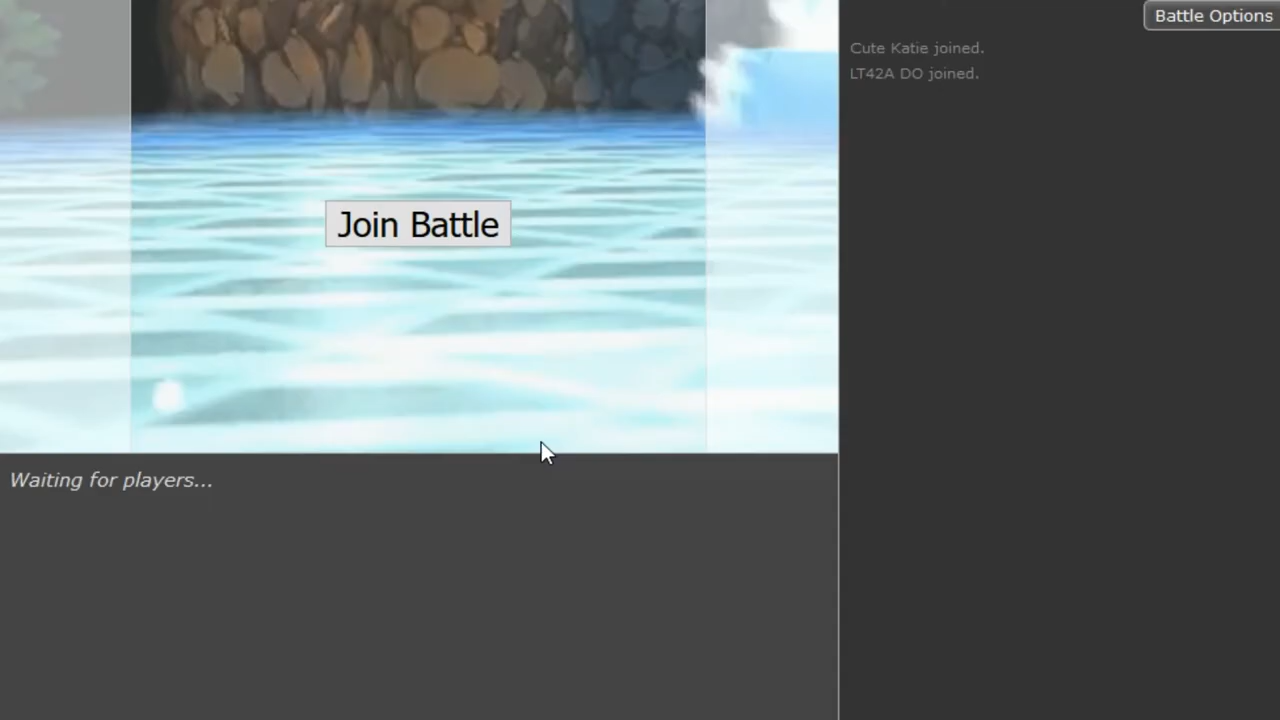 Battle Options
Cute Katie joined.
LT42A DO joined.
Join Battle
Waiting for players...